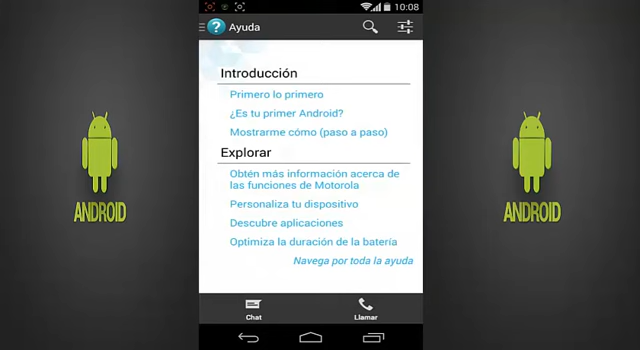 10:08
Ayuda
Introducción
Primero lo primero
¿Es tu primer Android?
Mostrarme cómo (paso a paso)
Explorar
Obtén más información acerca de
las funciones de Motorola
Personaliza tu dispositivo
Descubre aplicaciones
Optimiza la duración de la batería
Navega por toda la ayuda
Chat
Llamar
ANDROID
ANDROID